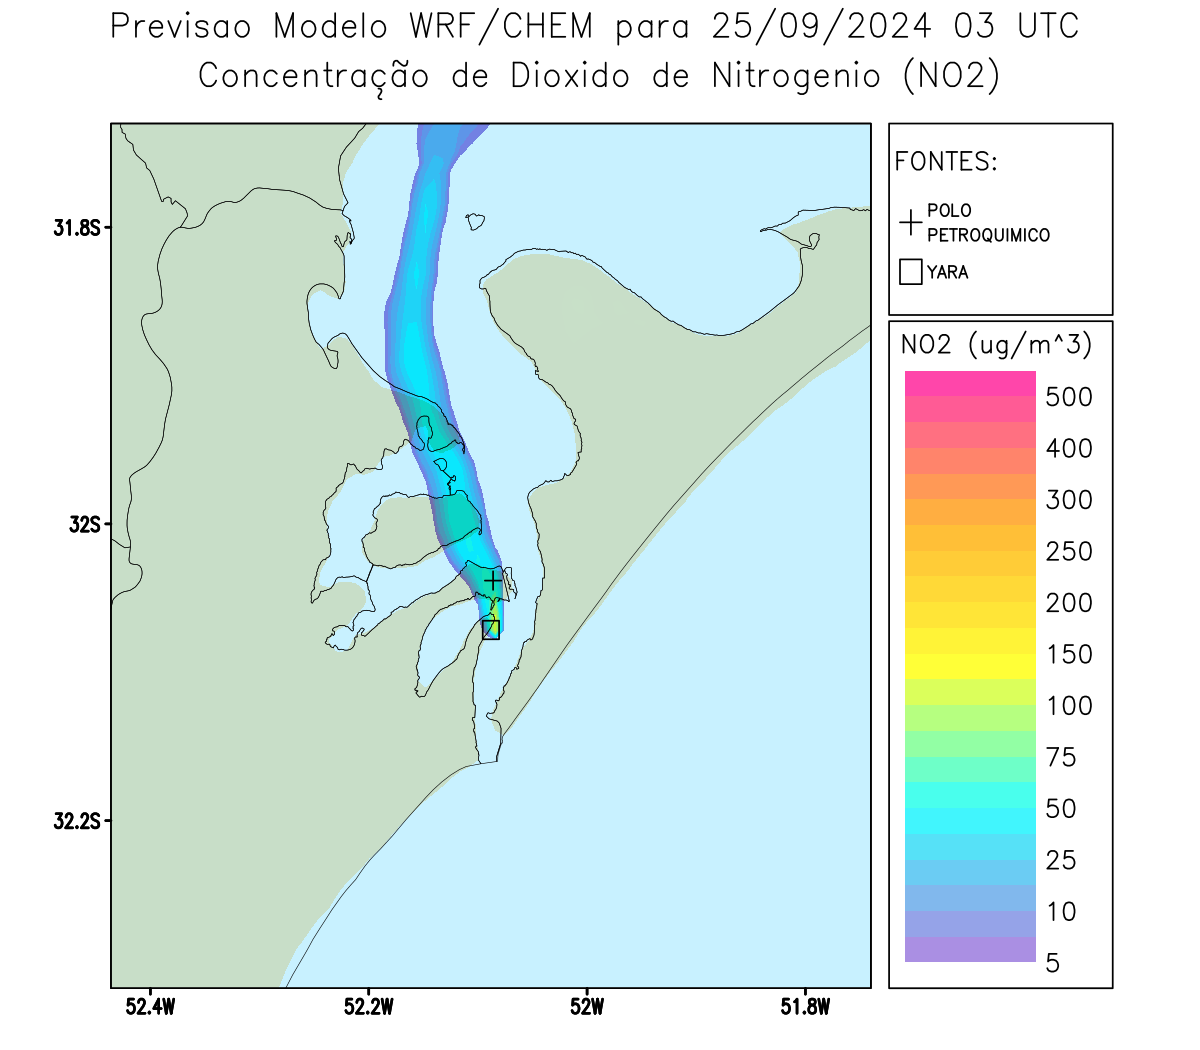 Previsao Modelo WRF/CHEM para 25/09/2024 03 UTC
Concentração de Dioxido de Nitrogenio (NO2)
FONTES:
POLO
PETROQUIMICO
YARA
31.8S
32S
32.2S
52.4W
52.2W
52W
51.8W
NO2 (ug/m^3)
500
400
300
250
200
150
100
75
50
25
10
5